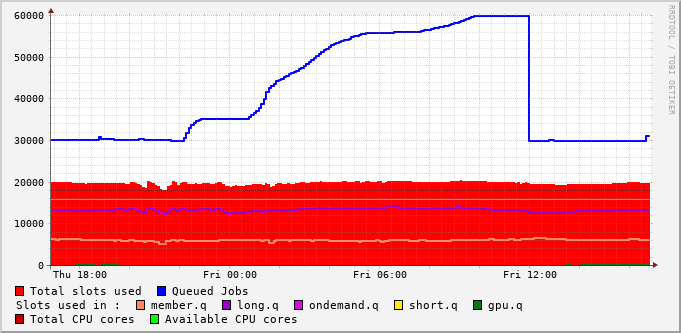 RRDTOOL / TOBI OETIKER
60000
50000
40000
30000
20000
10000
0
Thu 18:00 Fri 00:00 Fri 06:00 Fri 12:00
Total slots used Queued Jobs
Slots used in : member.q long.q ondemand.q short.q gpu.q
Total CPU cores Available CPU cores